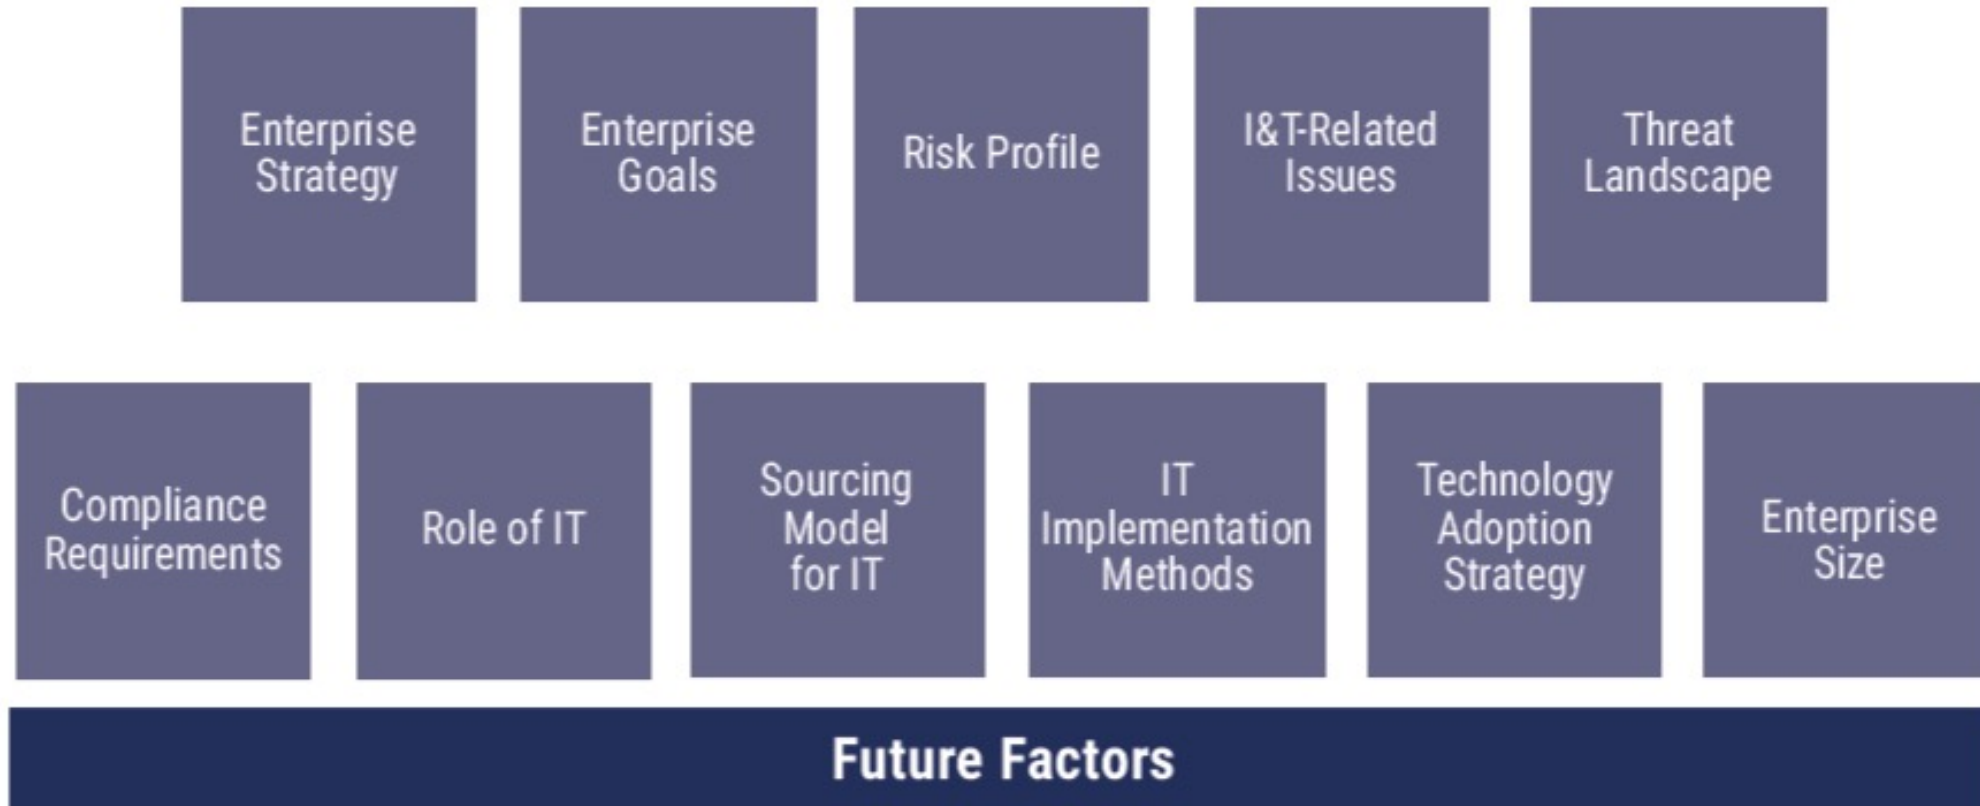 Enterprise
Strategy
Enterprise
Goals
Risk Profile
I&T-Related
Issues
Threat
Landscape
Compliance
Requirements
Role of IT
Sourcing
Model
for IT
IT
Implementation
Methods
Technology
Adoption
Strategy
Enterprise
Size
Future Factors